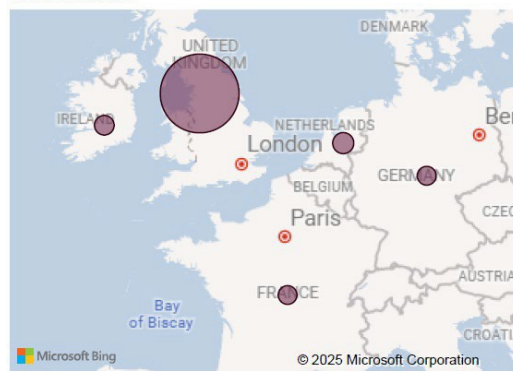 DENMARK
UNITED
KINGDOM
IRELAND
NETHERLANDS
Ber
London
GERMANY
BELGIUM
CZEC
Paris
AUSTRIA
FRANCE
Bay
of Biscay
CROATI
Microsoft Bing
© 2025 Microsoft Corporation